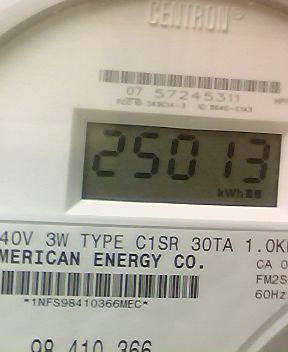 CENTRON
07 57245311
25013
kWh
40V 3W TYPE C1SR 30TA 1.0K
MERICAN ENERGY CO.
CA 0
FM2S
60Hz
*1NFS98410366MEC*
98 410 366